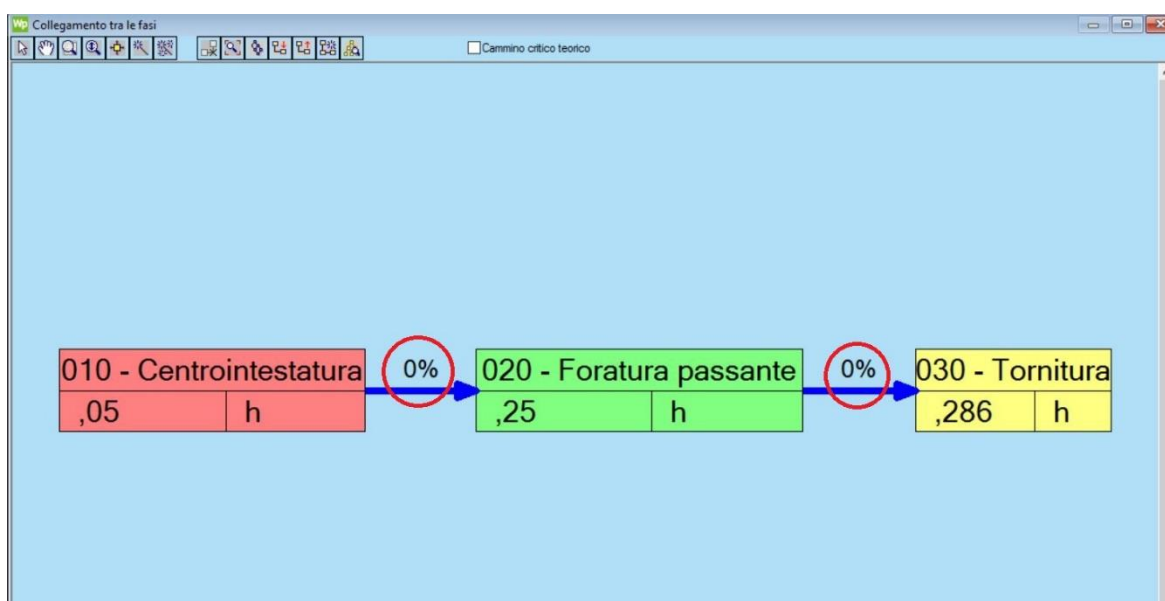 Wp Collegamento tra le fasi
Cammino critico teorico
010 - Centrointestatura
0%
020 - Foratura passante
0%
030 - Tornitura
,05 h
,25 h
,286 h